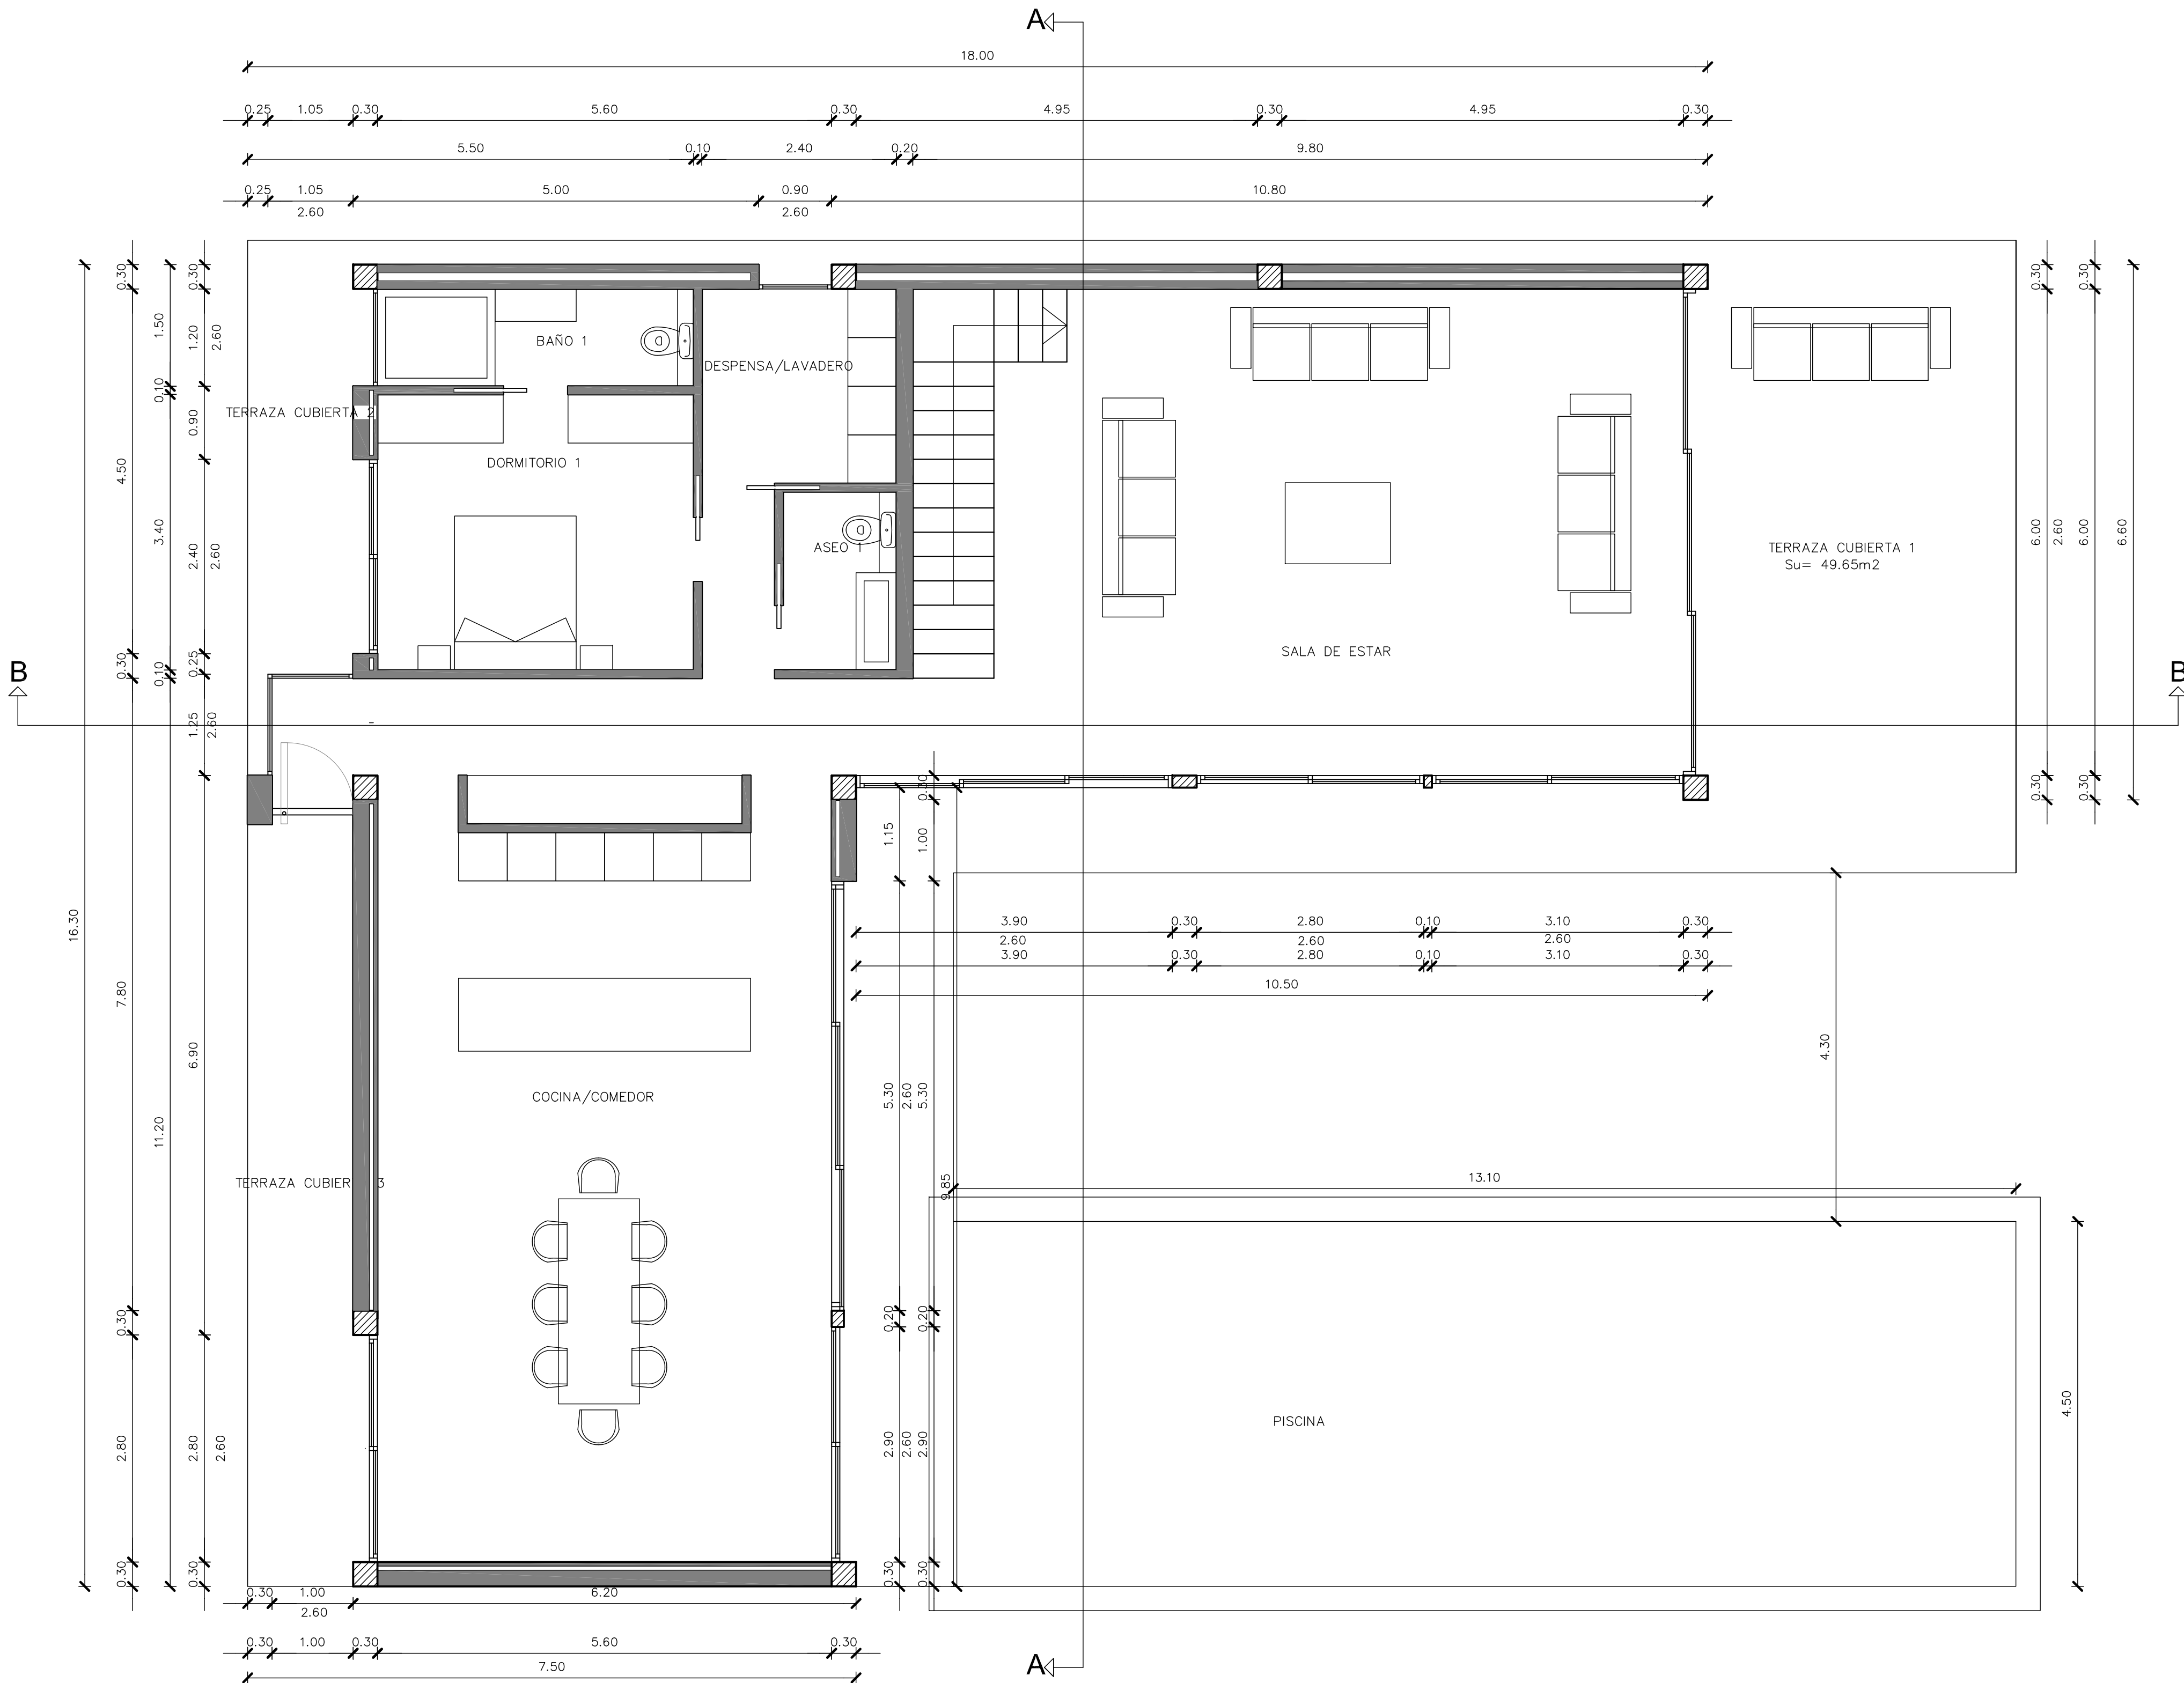 A
18.00
0.25 1.05 0.30 5.60 0.30 4.95 0.30 4.95 0.30
5.50 0.10 2.40 0.20 9.80
0.25 1.05 5.00 0.90 10.80
2.60 2.60
0.30 0.30 0.30 0.30
1.50 1.20 2.60
BAÑO 1
DESPENSA/LAVADERO
0.10
TERRAZA CUBIERTA 2
0.90
4.50
DORMITORIO 1
3.40 2.40 2.60
ASEO 1
6.00 2.60 6.00 6.60
TERRAZA CUBIERTA 1
Su= 49.65m2
SALA DE ESTAR
0.30 0.10 0.25
B B
1.25 2.60
0.30 0.30 0.30
1.15 1.00
16.30
3.90 0.30 2.80 0.10 3.10 0.30
2.60 2.60 2.60
3.90 0.30 2.80 0.10 3.10 0.30
10.50
7.80
6.90
4.30
5.30 2.60 5.30
COCINA/COMEDOR
11.20
TERRAZA CUBIER 3
9.85
13.10
0.30 0.20 0.20
4.50
PISCINA
2.80 2.80 2.60
2.90 2.60 2.90
0.30 0.30 0.30 0.30
0.30 1.00 6.20
2.60
0.30 1.00 0.30 5.60 0.30
7.50
A